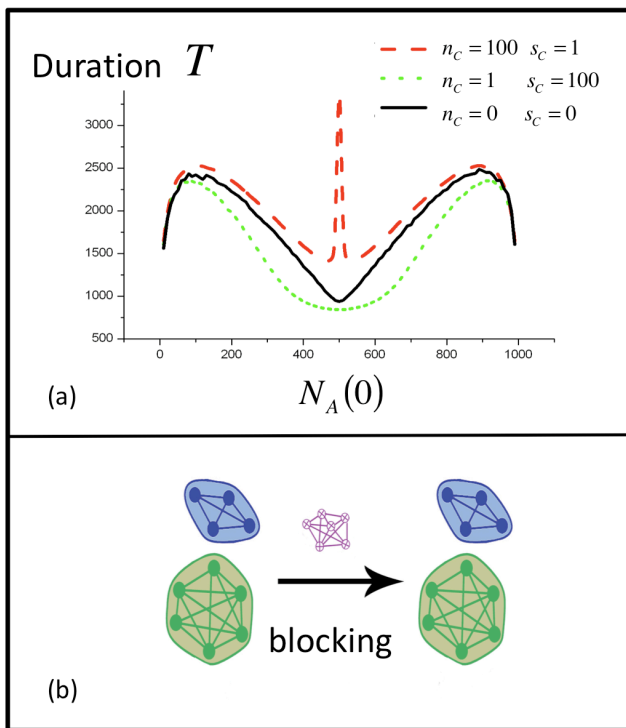 Duration T
n_C = 100 s_C = 1
n_C = 1 s_C = 100
n_C = 0 s_C = 0
3000
2500
2000
1500
1000
500
0 200 400 600 800 1000
(a)
N_A(0)
blocking
(b)